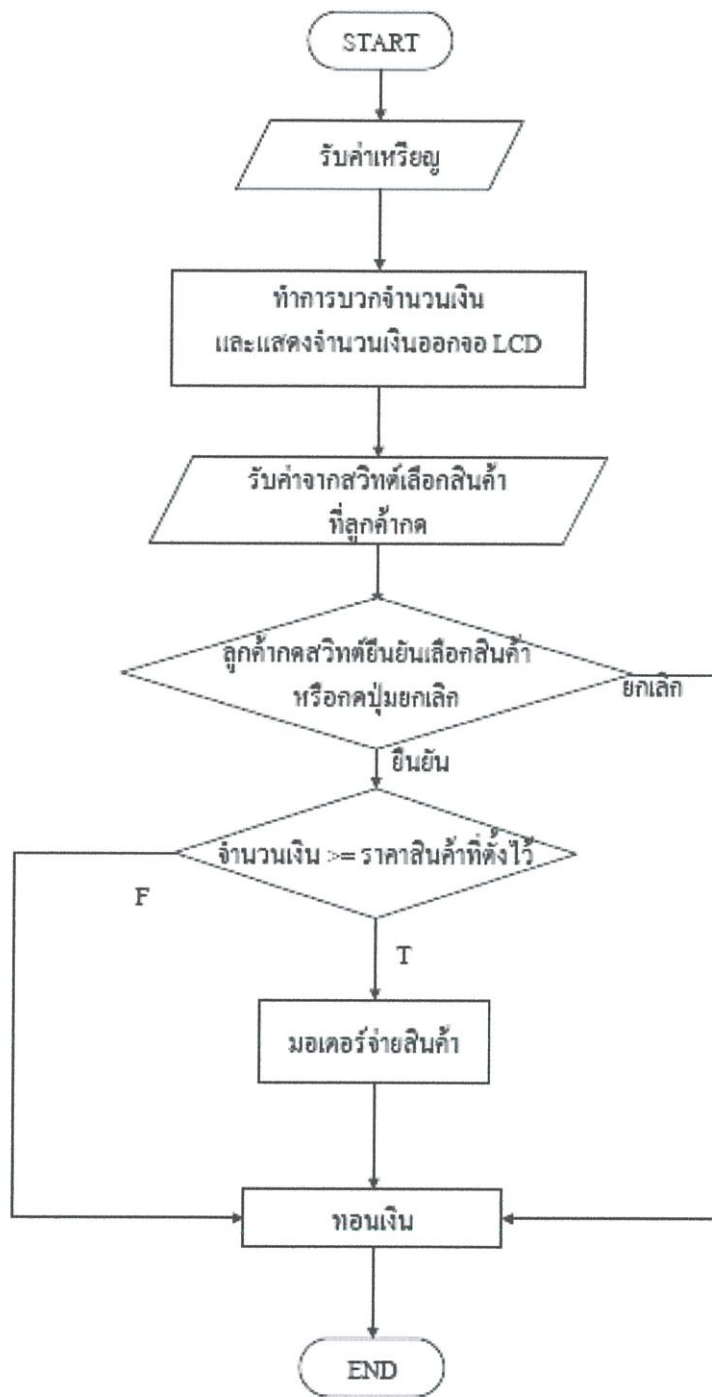 START
รับค่าเหรียญ
ทำการบวกจำนวนเงิน
และแสดงจำนวนเงินออกจอ LCD
รับค่าจากสวิทต์เลือกสินค้า
ที่ลูกค้ากด
ลูกค้ากดสวิทต์ยืนยันเลือกสินค้า
หรือกดปุ่มยกเลิก
ยกเลิก
ยืนยัน
จำนวนเงิน >= ราคาสินค้าที่ตั้งไว้
F
T
มอเตอร์จ่ายสินค้า
ทอนเงิน
END